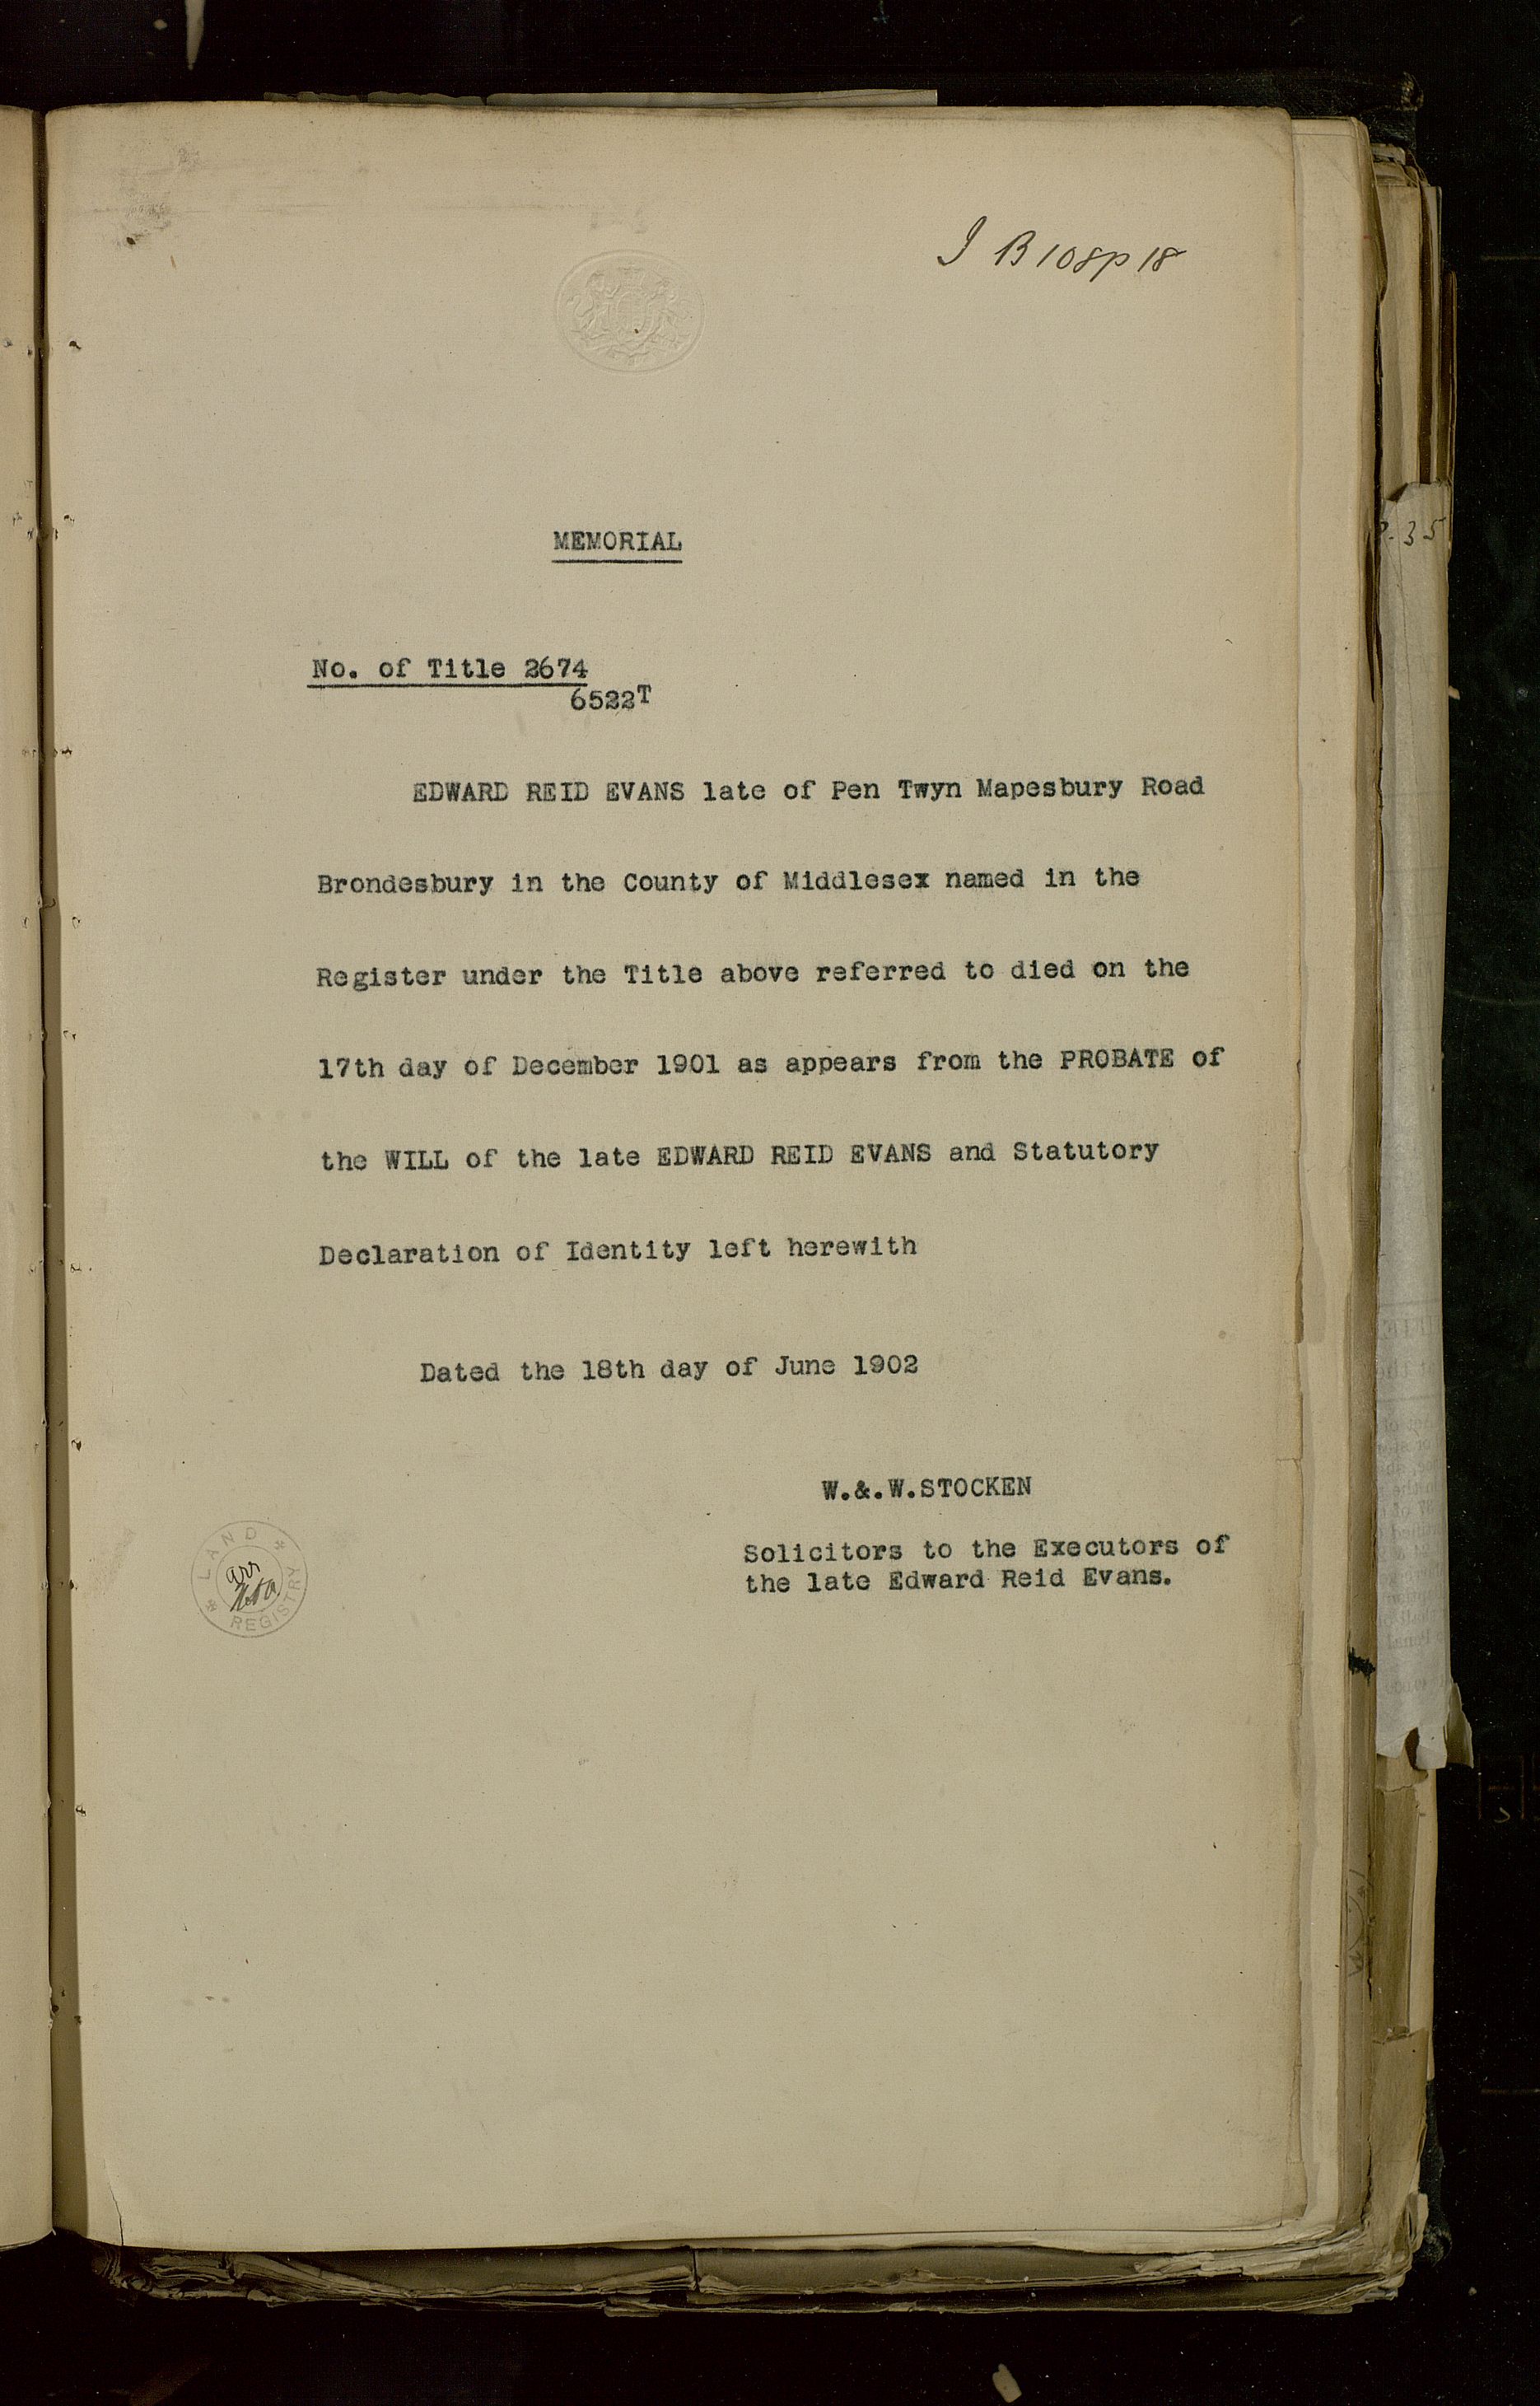 I B 108 p 18
MEMORIAL
No. of Title 2674
6522T
EDWARD REID EVANS late of Pen Twyn Mapesbury Road
Brondesbury in the County of Middlesex named in the
Register under the Title above referred to died on the
17th day of December 1901 as appears from the PROBATE of
the WILL of the late EDWARD REID EVANS and Statutory
Declaration of Identity left herewith
Dated the 18th day of June 1902
W.&.W.STOCKEN
Solicitors to the Executors of
the late Edward Reid Evans.
LAND REGISTRY
35